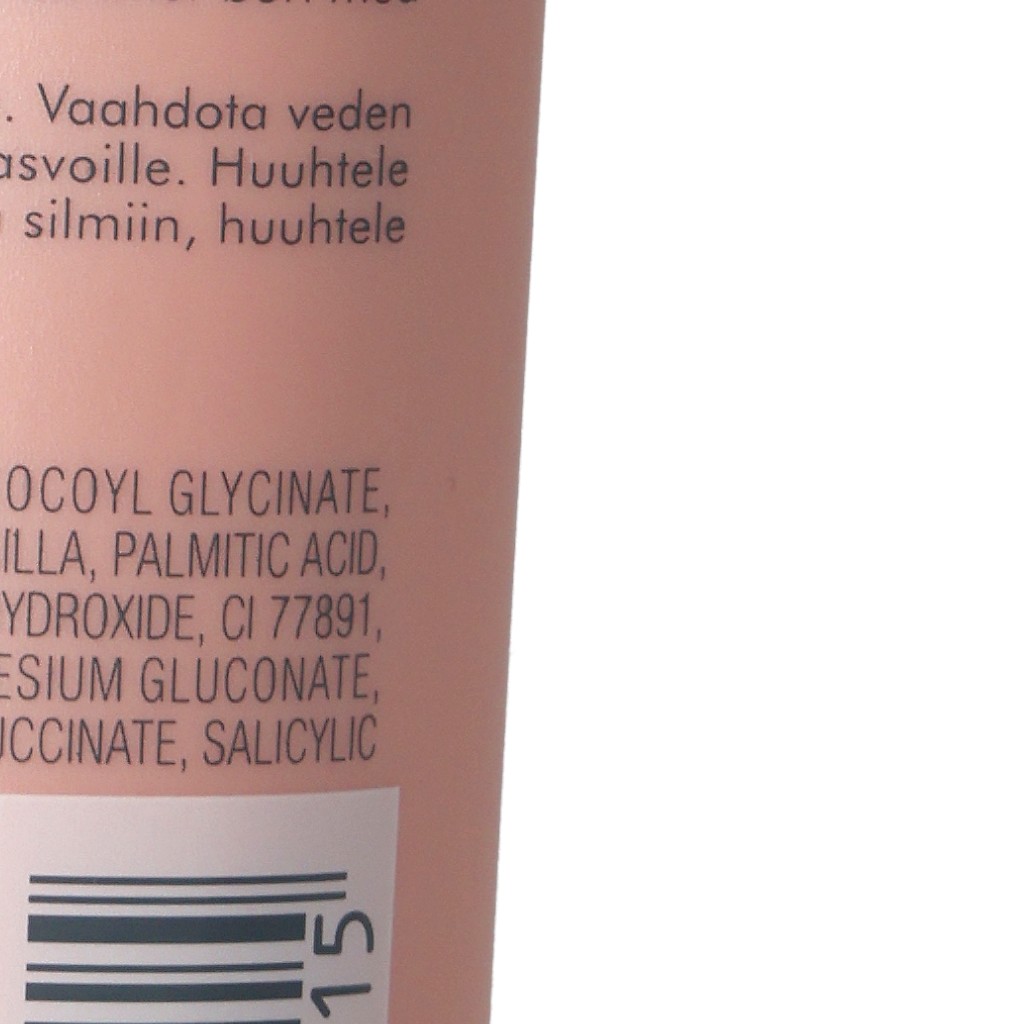 . Vaahdota veden
asvoille. Huuhtele
silmiin, huuhtele
OCOYL GLYCINATE,
ILLA, PALMITIC ACID,
YDROXIDE, CI 77891,
ESIUM GLUCONATE,
UCCINATE, SALICYLIC
15